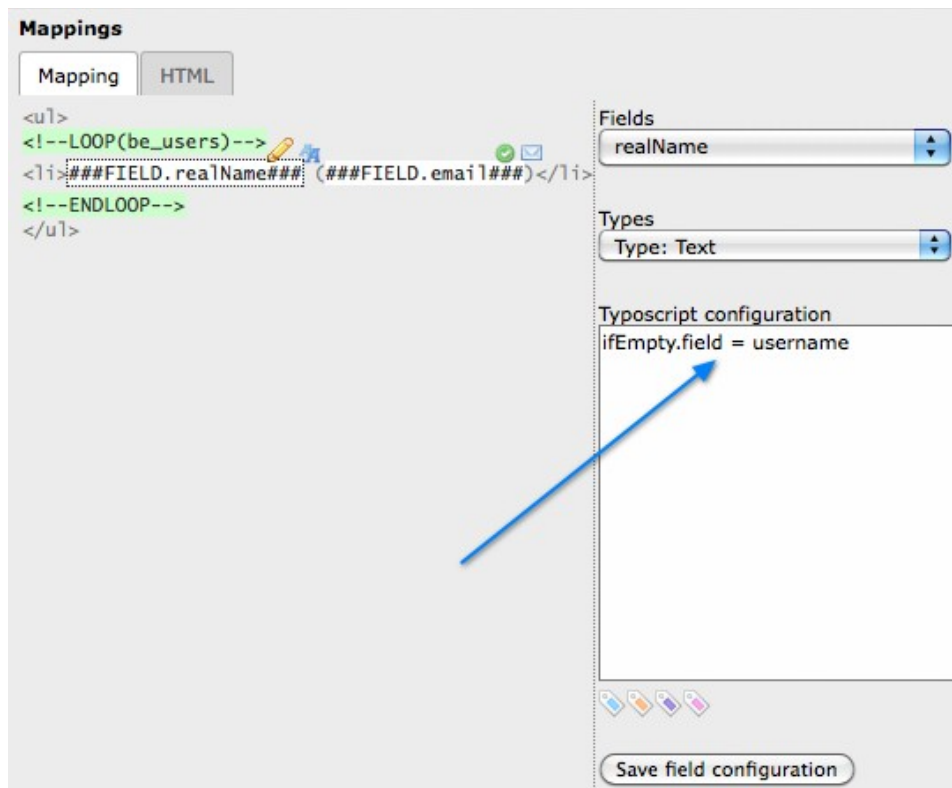 Mappings
Mapping HTML
<ul>
<!--LOOP(be_users)-->
<li>###FIELD.realName### (###FIELD.email###)</li>
<!--ENDLOOP-->
</ul>
Fields
realName
Types
Type: Text
Typoscript configuration
ifEmpty.field = username
Save field configuration